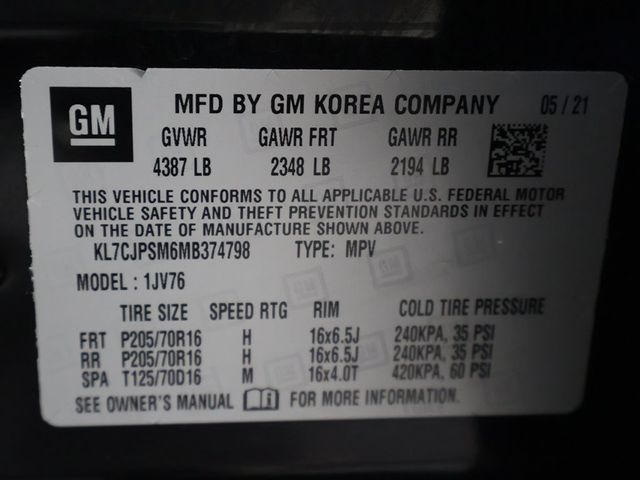 GM MFD BY GM KOREA COMPANY 05/21
GVWR GAWR FRT GAWR RR
4387 LB 2348 LB 2194 LB
THIS VEHICLE CONFORMS TO ALL APPLICABLE U.S. FEDERAL MOTOR
VEHICLE SAFETY AND THEFT PREVENTION STANDARDS IN EFFECT
ON THE DATE OF MANUFACTURE SHOWN ABOVE.
KL7CJPSM6MB374798 TYPE: MPV
MODEL : 1JV76
TIRE SIZE SPEED RTG RIM COLD TIRE PRESSURE
FRT P205/70R16 H 16x6.5J 240KPA, 35 PSI
RR P205/70R16 H 16x6.5J 240KPA, 35 PSI
SPA T125/70D16 M 16x4.0T 420KPA, 60 PSI
SEE OWNER'S MANUAL FOR MORE INFORMATION.